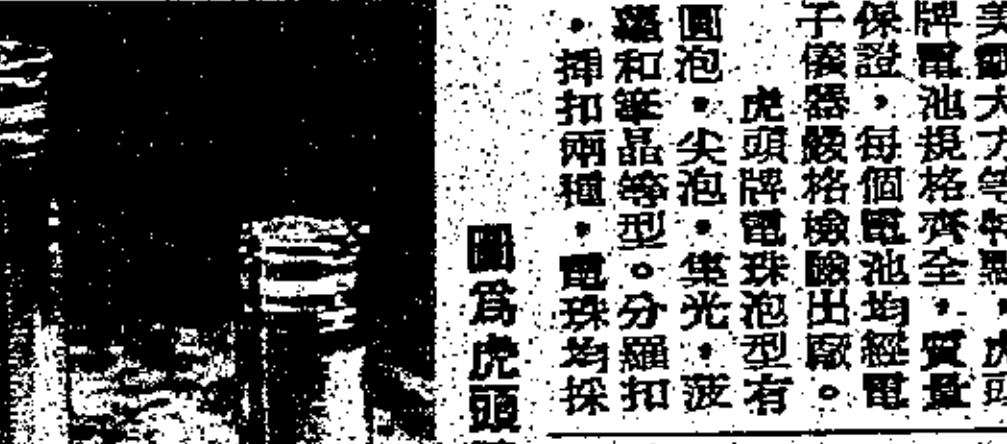 美觀大方等特點，虎頭
牌電池規格齊全，質量
保證，每個電池均經電
子儀器嚴格檢驗出廠。
虎頭牌電珠泡型有
圓泡・尖泡・集光・菠
蘿和筆晶等型。分羅扣
・揷扣兩種・電珠均採
圖爲虎頭